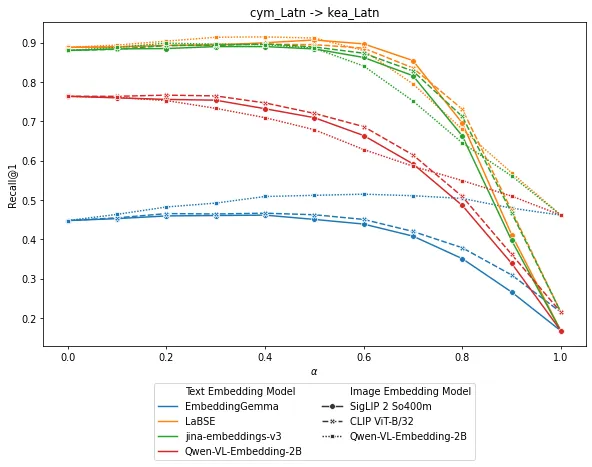 cym_Latn -> kea_Latn
Recall@1
0.9
0.8
0.7
0.6
0.5
0.4
0.3
0.2
0.0 0.2 0.4 0.6 0.8 1.0
α
Text Embedding Model Image Embedding Model
EmbeddingGemma SigLIP 2 So400m
LaBSE CLIP ViT-B/32
jina-embeddings-v3 Qwen-VL-Embedding-2B
Qwen-VL-Embedding-2B